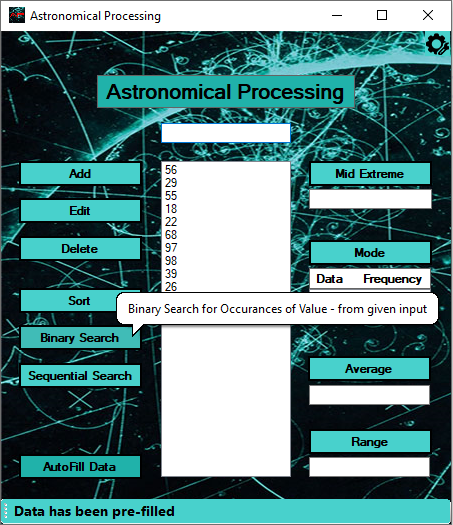 Astronomical Processing
Astronomical Processing
Add
Edit
Delete
Sort
Binary Search
Sequential Search
AutoFill Data
56
29
55
18
22
68
97
98
39
26
Binary Search for Occurances of Value - from given input
Mid Extreme
Mode
Data Frequency
Average
Range
Data has been pre-filled